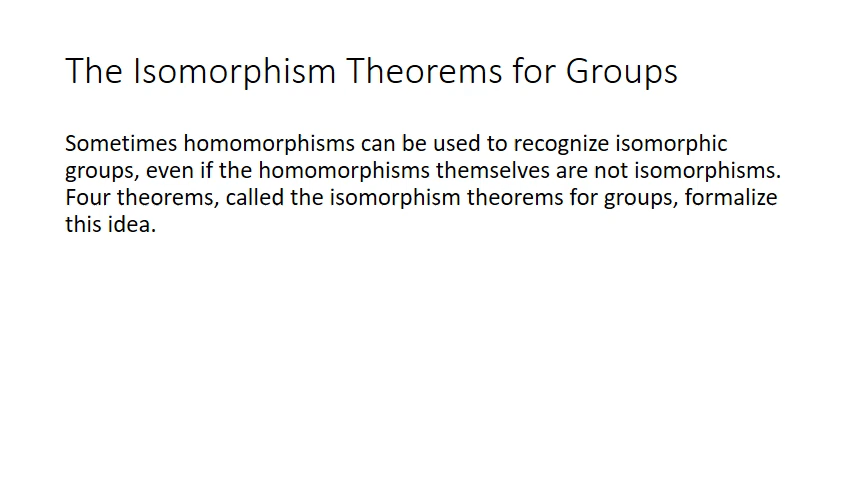 The Isomorphism Theorems for Groups
Sometimes homomorphisms can be used to recognize isomorphic
groups, even if the homomorphisms themselves are not isomorphisms.
Four theorems, called the isomorphism theorems for groups, formalize
this idea.